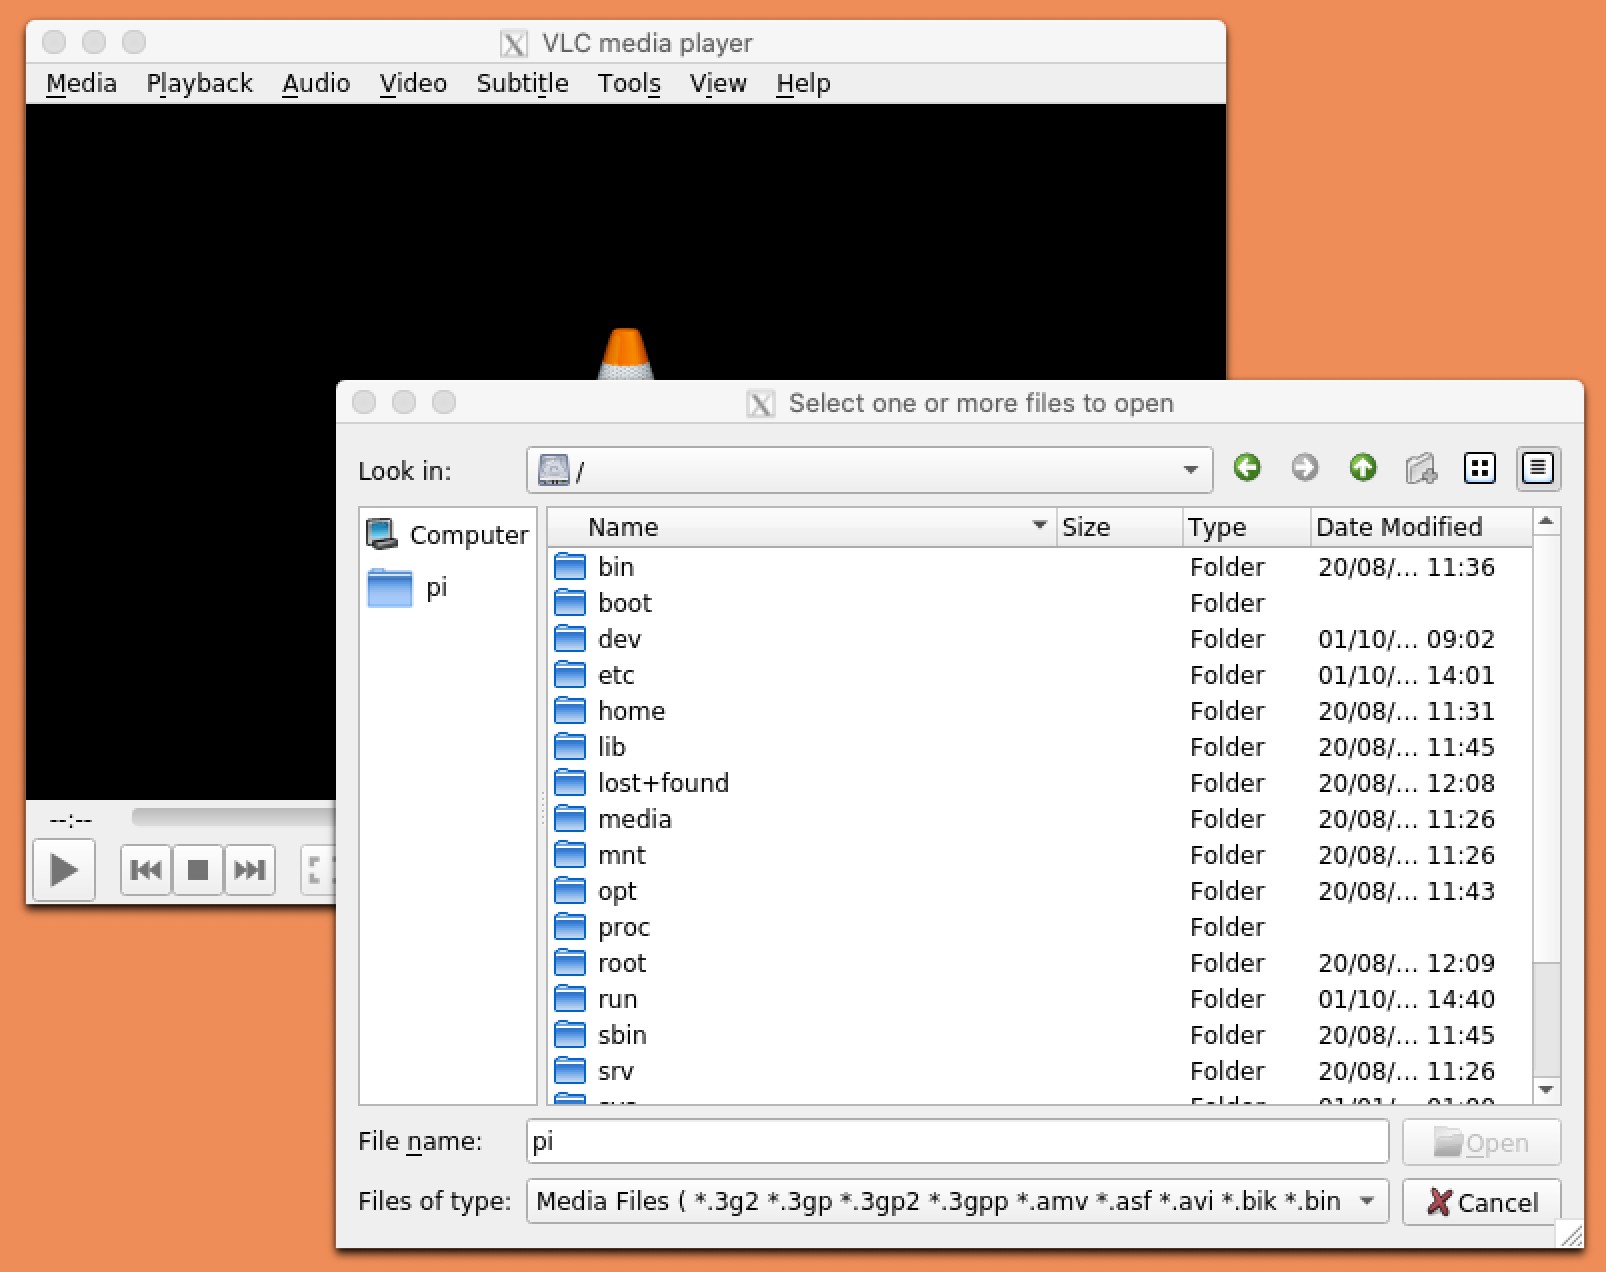 VLC media player
Media Playback Audio Video Subtitle Tools View Help
--:--
Select one or more files to open
Look in: /
Computer
pi
Name Size Type Date Modified
bin Folder 20/08/... 11:36
boot Folder
dev Folder 01/10/... 09:02
etc Folder 01/10/... 14:01
home Folder 20/08/... 11:31
lib Folder 20/08/... 11:45
lost+found Folder 20/08/... 12:08
media Folder 20/08/... 11:26
mnt Folder 20/08/... 11:26
opt Folder 20/08/... 11:43
proc Folder
root Folder 20/08/... 12:09
run Folder 01/10/... 14:40
sbin Folder 20/08/... 11:45
srv Folder 20/08/... 11:26
File name: pi Open
Files of type: Media Files ( *.3g2 *.3gp *.3gp2 *.3gpp *.amv *.asf *.avi *.bik *.bin Cancel